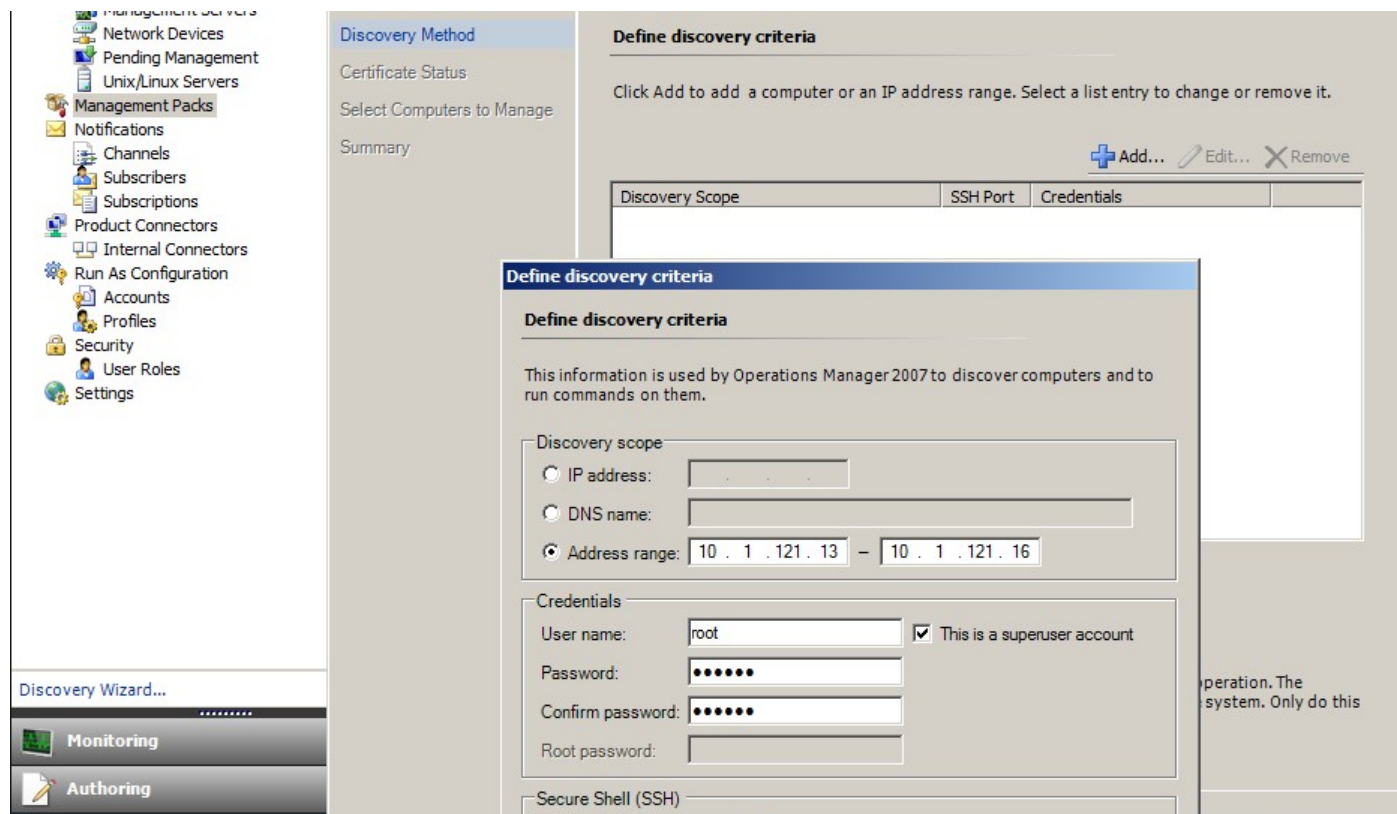 Management Servers
Network Devices
Pending Management
Unix/Linux Servers
Management Packs
Notifications
Channels
Subscribers
Subscriptions
Product Connectors
Internal Connectors
Run As Configuration
Accounts
Profiles
Security
User Roles
Settings
Discovery Wizard...
Monitoring
Authoring
Discovery Method
Certificate Status
Select Computers to Manage
Summary
Define discovery criteria
Click Add to add a computer or an IP address range. Select a list entry to change or remove it.
Add... Edit... Remove
Discovery Scope SSH Port Credentials
Define discovery criteria
Define discovery criteria
This information is used by Operations Manager 2007 to discover computers and to
run commands on them.
Discovery scope
IP address: . . .
DNS name:
Address range: 10 . 1 . 121 . 13 – 10 . 1 . 121 . 16
Credentials
User name: root This is a superuser account
Password: ••••••
Confirm password: ••••••
Root password:
Secure Shell (SSH)
operation. The
system. Only do this